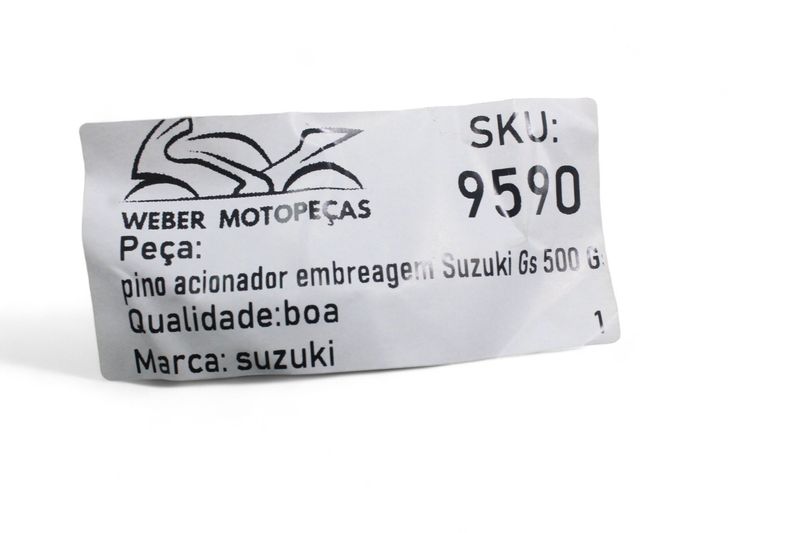 SKU:
9590
WEBER MOTOPEÇAS
Peça:
pino acionador embreagem Suzuki Gs 500 G
Qualidade:boa
1
Marca: suzuki